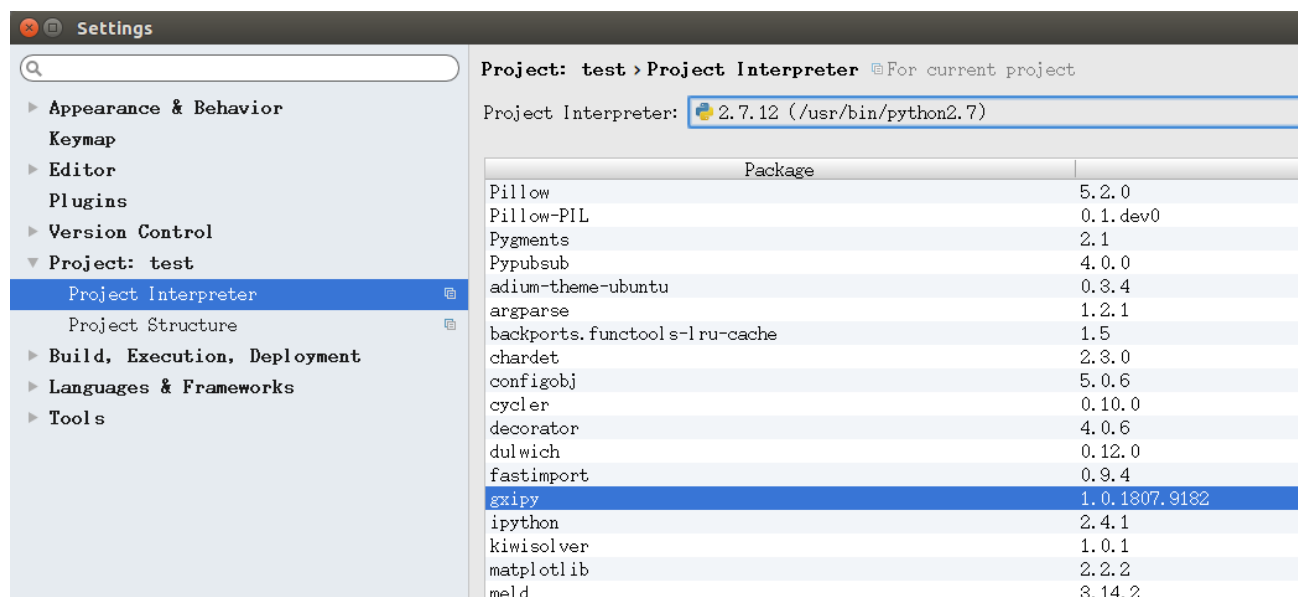 Settings
Appearance & Behavior
Keymap
Editor
Plugins
Version Control
Project: test
Project Interpreter
Project Structure
Build, Execution, Deployment
Languages & Frameworks
Tools
Project: test › Project Interpreter For current project
Project Interpreter: 2.7.12 (/usr/bin/python2.7)
Package
Pillow 5.2.0
Pillow-PIL 0.1.dev0
Pygments 2.1
Pypubsub 4.0.0
adium-theme-ubuntu 0.3.4
argparse 1.2.1
backports.functools-lru-cache 1.5
chardet 2.3.0
configobj 5.0.6
cycler 0.10.0
decorator 4.0.6
dulwich 0.12.0
fastimport 0.9.4
gxipy 1.0.1807.9182
ipython 2.4.1
kiwisolver 1.0.1
matplotlib 2.2.2
meld 3.14.2